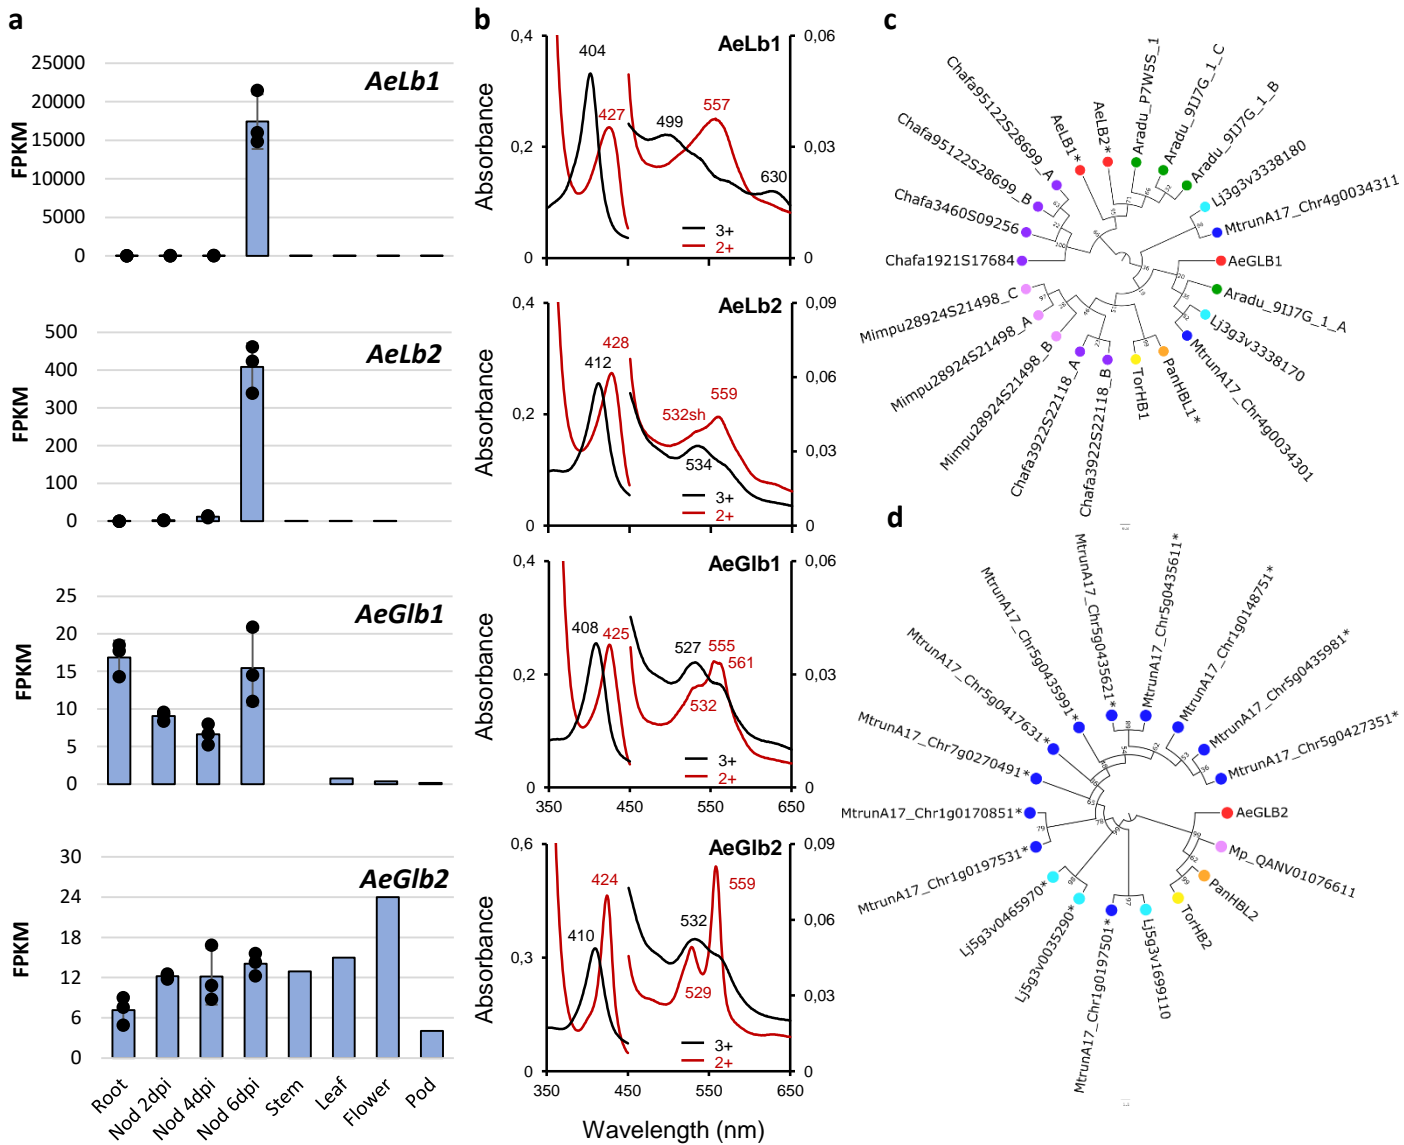 a
AeLb1
FPKM
25000
20000
15000
10000
5000
0
AeLb2
FPKM
500
400
300
200
100
0
AeGlb1
FPKM
25
20
15
10
5
0
AeGlb2
FPKM
30
24
18
12
6
0
Root
Nod 2dpi
Nod 4dpi
Nod 6dpi
Stem
Leaf
Flower
Pod
b
AeLb1
Absorbance
0,4
0,2
0
0,06
0,03
0
404
427
499
557
630
3+
2+
AeLb2
Absorbance
0,4
0,2
0
0,09
0,06
0,03
0
412
428
532sh
559
534
3+
2+
AeGlb1
Absorbance
0,4
0,2
0
0,06
0,03
0
408
425
527
555
561
532
3+
2+
350
450
550
650
AeGlb2
Absorbance
0,6
0,3
0
0,09
0,06
0,03
0
410
424
532
559
529
3+
2+
350
450
550
650
Wavelength (nm)
c
Chafa95122S28699_A
AeLB1*
AeLB2*
Aradu_P7W5S_1
Aradu_9IJ7G_1_C
Aradu_9IJ7G_1_B
Lj3g3v3338180
MtrunA17_Chr4g0034311
AeGLB1
Aradu_9IJ7G_1_A
Lj3g3v3338170
MtrunA17_Chr4g0034301
PanHBL1*
TorHB1
Chafa3922S22118_B
Chafa3922S22118_A
Mimpu28924S21498_B
Mimpu28924S21498_A
Mimpu28924S21498_C
Chafa1921S17684
Chafa3460S09256
Chafa95122S28699_B
d
MtrunA17_Chr5g0435621*
MtrunA17_Chr5g0435611*
MtrunA17_Chr1g0148751*
MtrunA17_Chr5g0435981*
MtrunA17_Chr5g0427351*
AeGLB2
Mp_QANV01076611
PanHBL2
TorHB2
Lj5g3v1699110
MtrunA17_Chr1g0197501*
Lj5g3v0035290*
Lj5g3v0465970*
MtrunA17_Chr1g0197531*
MtrunA17_Chr1g0170851*
MtrunA17_Chr7g0270491*
MtrunA17_Chr5g0417631*
MtrunA17_Chr5g0435991*